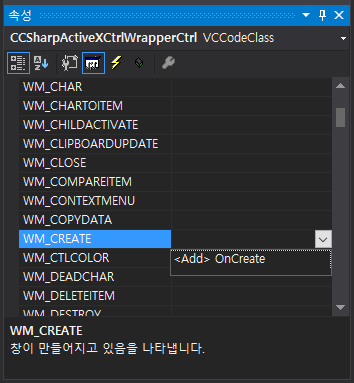 속성
CCSharpActiveXCtrlWrapperCtrl VCCodeClass
WM_CHAR
WM_CHARTOITEM
WM_CHILDACTIVATE
WM_CLIPBOARDUPDATE
WM_CLOSE
WM_COMPAREITEM
WM_CONTEXTMENU
WM_COPYDATA
WM_CREATE
<Add> OnCreate
WM_CTLCOLOR
WM_DEADCHAR
WM_DELETEITEM
WM_DESTROY
WM_CREATE
창이 만들어지고 있음을 나타냅니다.